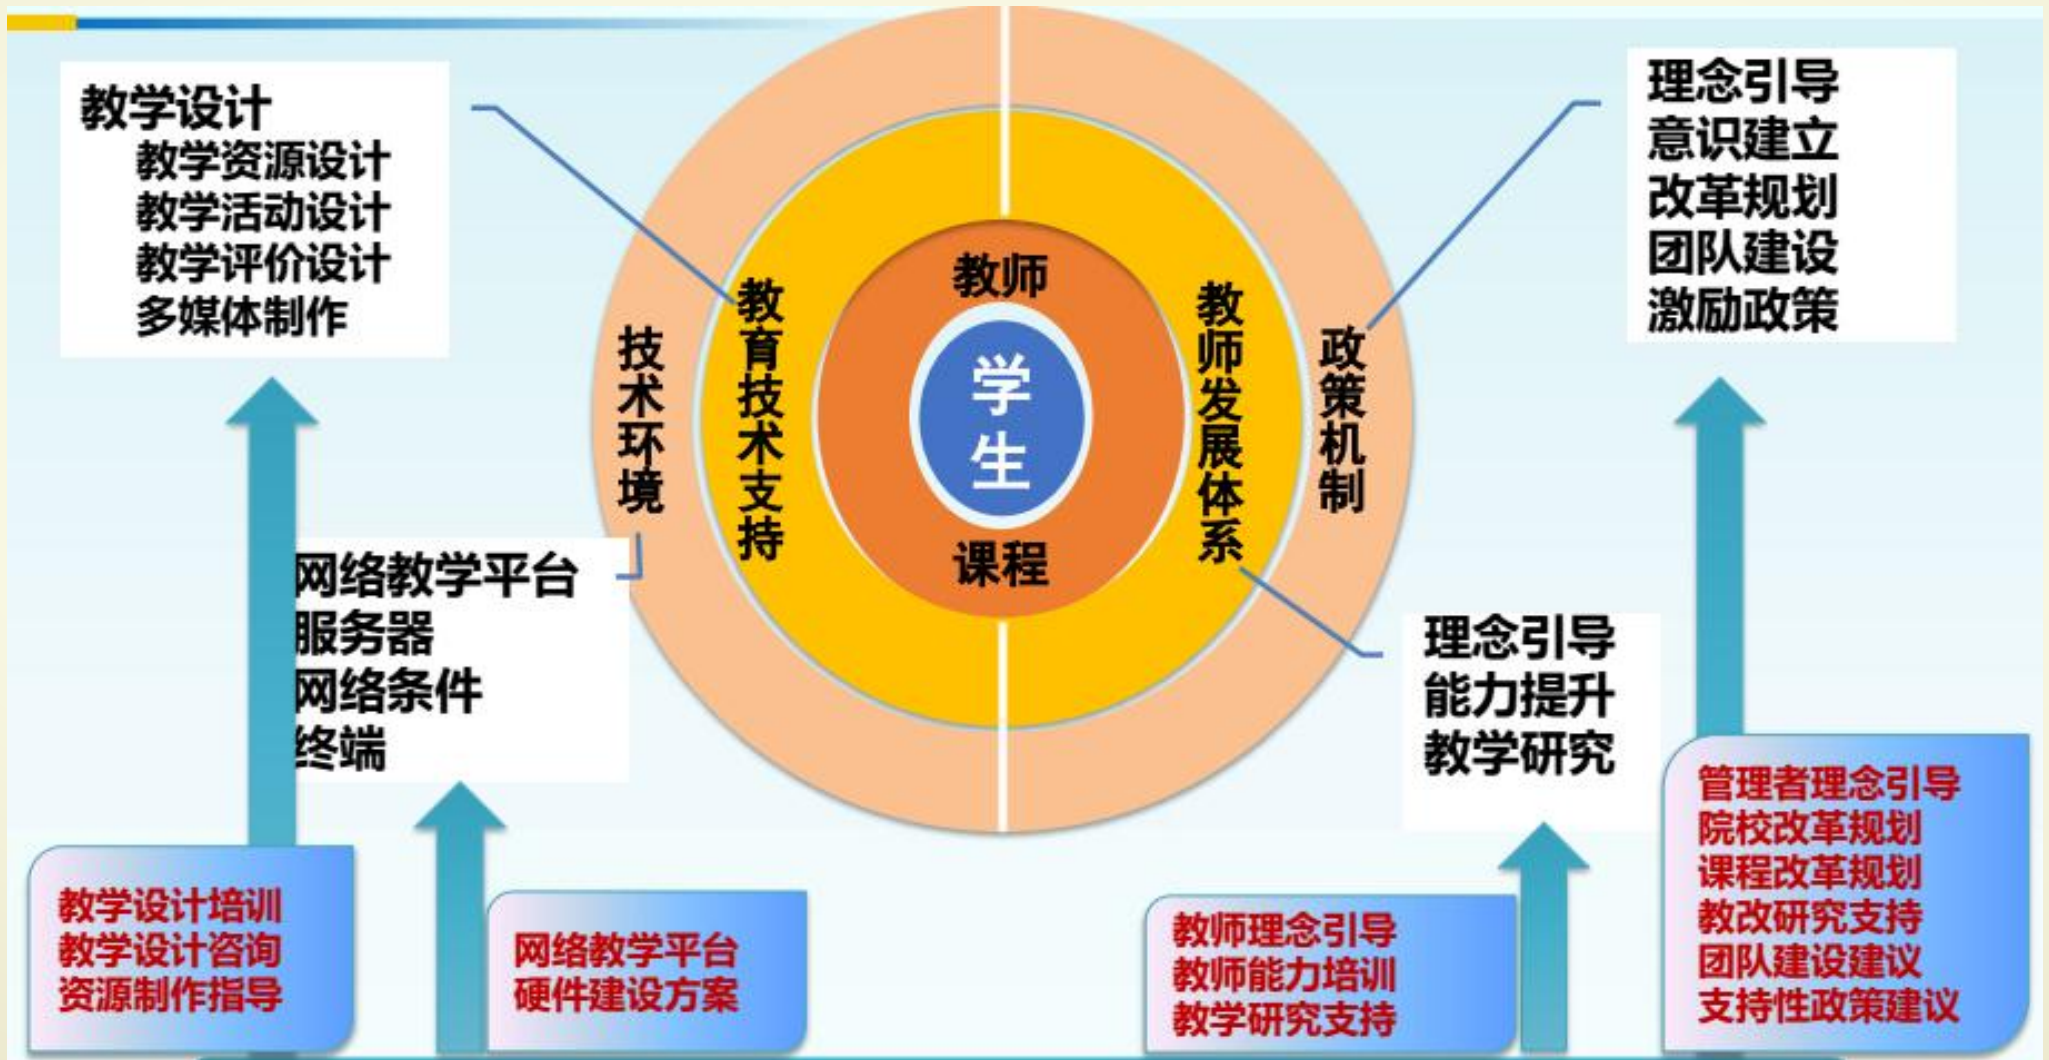 教学设计
教学资源设计
教学活动设计
教学评价设计
多媒体制作
网络教学平台
服务器
网络条件
终端
技术环境
教育技术支持
教师
学生
课程
教师发展体系
政策机制
理念引导
意识建立
改革规划
团队建设
激励政策
理念引导
能力提升
教学研究
教学设计培训
教学设计咨询
资源制作指导
网络教学平台
硬件建设方案
教师理念引导
教师能力培训
教学研究支持
管理者理念引导
院校改革规划
课程改革规划
教改研究支持
团队建设建议
支持性政策建议